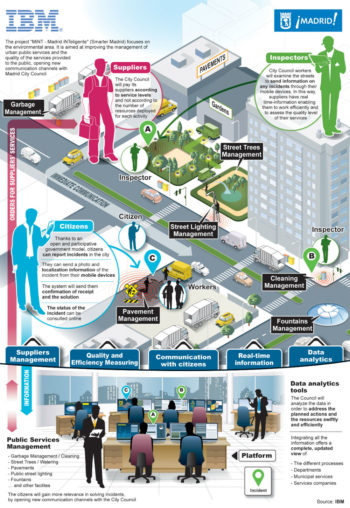 IBM
¡MADRID!
The project "MiNT - Madrid INTeligente" (Smarter Madrid) focuses on
the environmental area. It is aimed at improving the management of
urban public services and the
quality of the services provided
to the public, opening new
communication channels with
Madrid City Council
Suppliers
The City Council
will pay its
suppliers according
to service levels
and not according to
the number of
resources deployed
for each activity
Inspectors
City Council workers
will examine the streets
to send information on
any incidents through their
mobile devices. In this way,
suppliers have real
time-information enabling
them to work efficiently and
to assess the quality level
of their services
PAVEMENTS
Gardens
Garbage
Management
A
Inspector
Street Trees
Management
ORDERS FOR SUPPLIERS' SERVICES
IMMEDIATE COMMUNICATION
Citizen
Street Lighting
Management
Inspector
B
Citizens
Thanks to an
open and participative
government model, citizens
can report incidents in the city
They can send a photo and
localization information of the
incident from their mobile devices
The system will send them
confirmation of receipt
and the solution
The status of the
incident can be
consulted online
C
Workers
Cleaning
Management
Pavement
Management
Fountains
Management
Suppliers
Management
Quality and
Efficiency Measuring
Communication
with citizens
Real-time
information
Data
analytics
INFORMATION
C
A
B
Data analytics
tools
The Council will
analyze the data in
order to address the
planned actions and
the resources swiftly
and efficiently
Integrating all the
information offers a
complete, updated
view of
- The different processes
- Departments
- Municipal services
- Services companies
Public Services
Management
- Garbage Management / Cleaning
- Street Trees / Watering
- Pavements
- Public street lighting
- Fountains
and other facilities
Platform
Incident
The citizens will gain more relevance in solving incidents,
by opening new communication channels with the City Council
Source: IBM